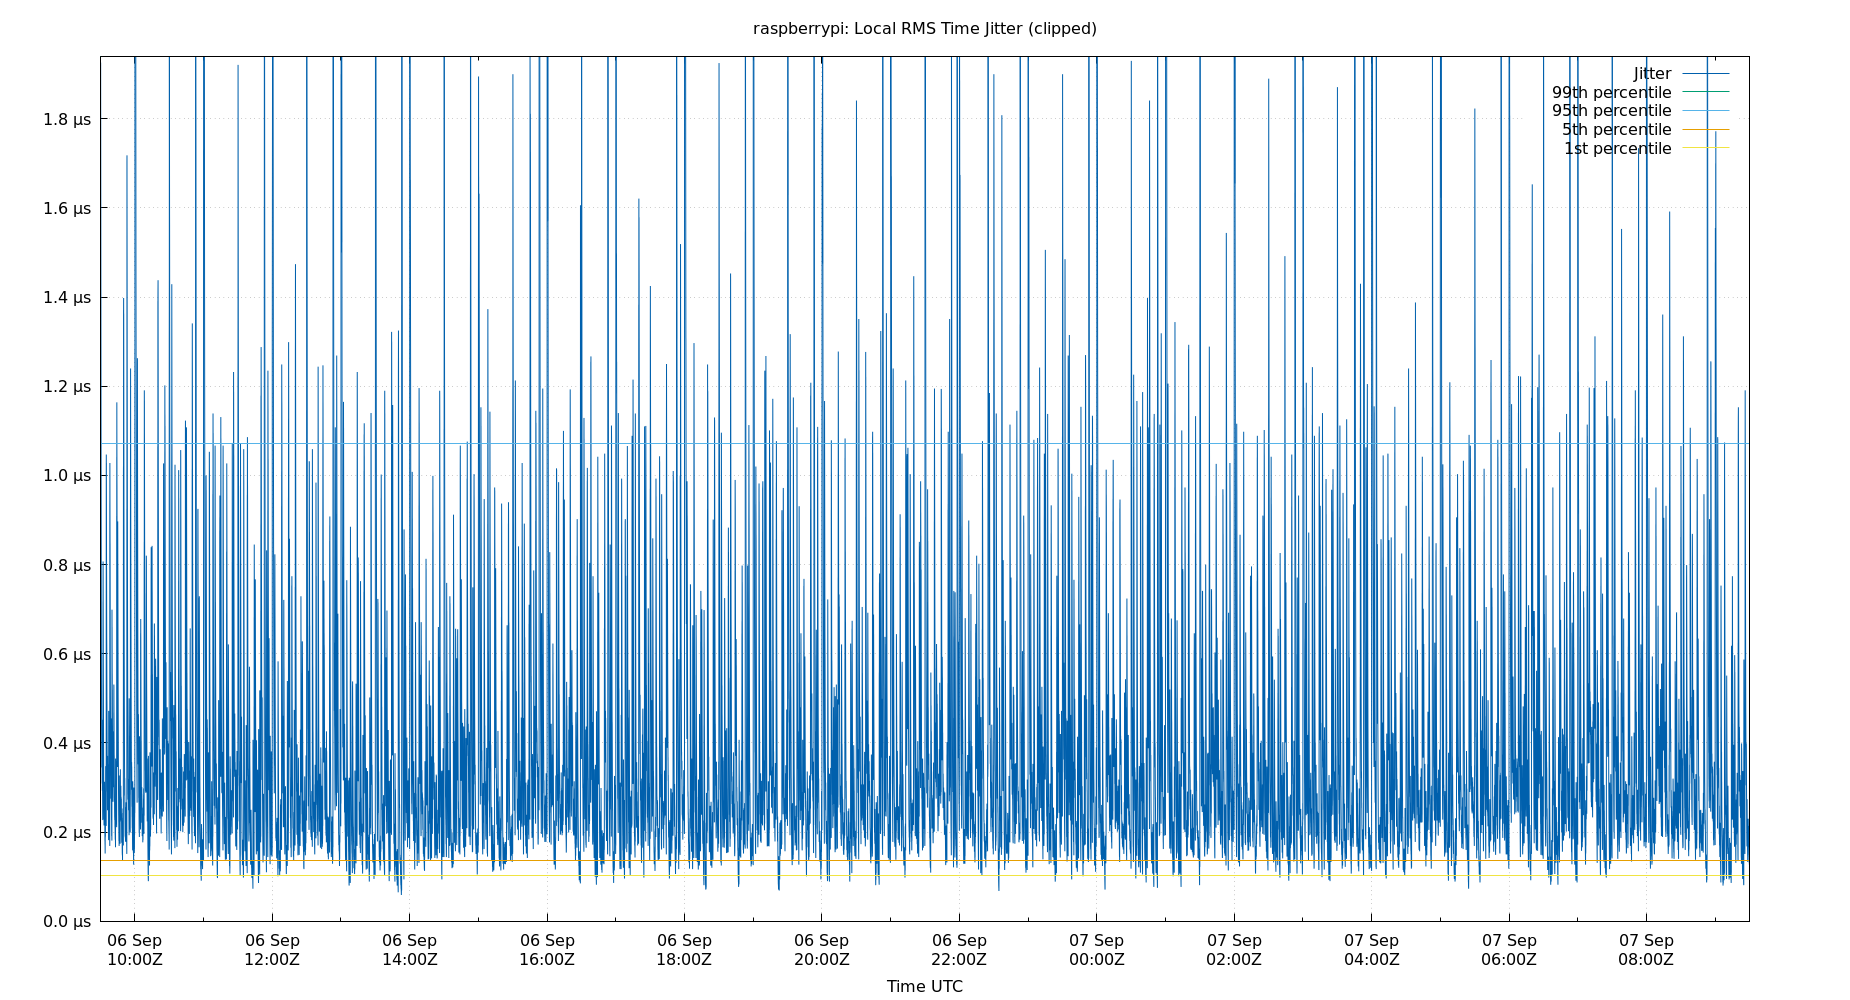 raspberrypi: Local RMS Time Jitter (clipped)
Jitter
99th percentile
95th percentile
5th percentile
1st percentile
1.8 µs
1.6 µs
1.4 µs
1.2 µs
1.0 µs
0.8 µs
0.6 µs
0.4 µs
0.2 µs
0.0 µs
06 Sep 06 Sep 06 Sep 06 Sep 06 Sep 06 Sep 06 Sep 07 Sep 07 Sep 07 Sep 07 Sep 07 Sep
10:00Z 12:00Z 14:00Z 16:00Z 18:00Z 20:00Z 22:00Z 00:00Z 02:00Z 04:00Z 06:00Z 08:00Z
Time UTC